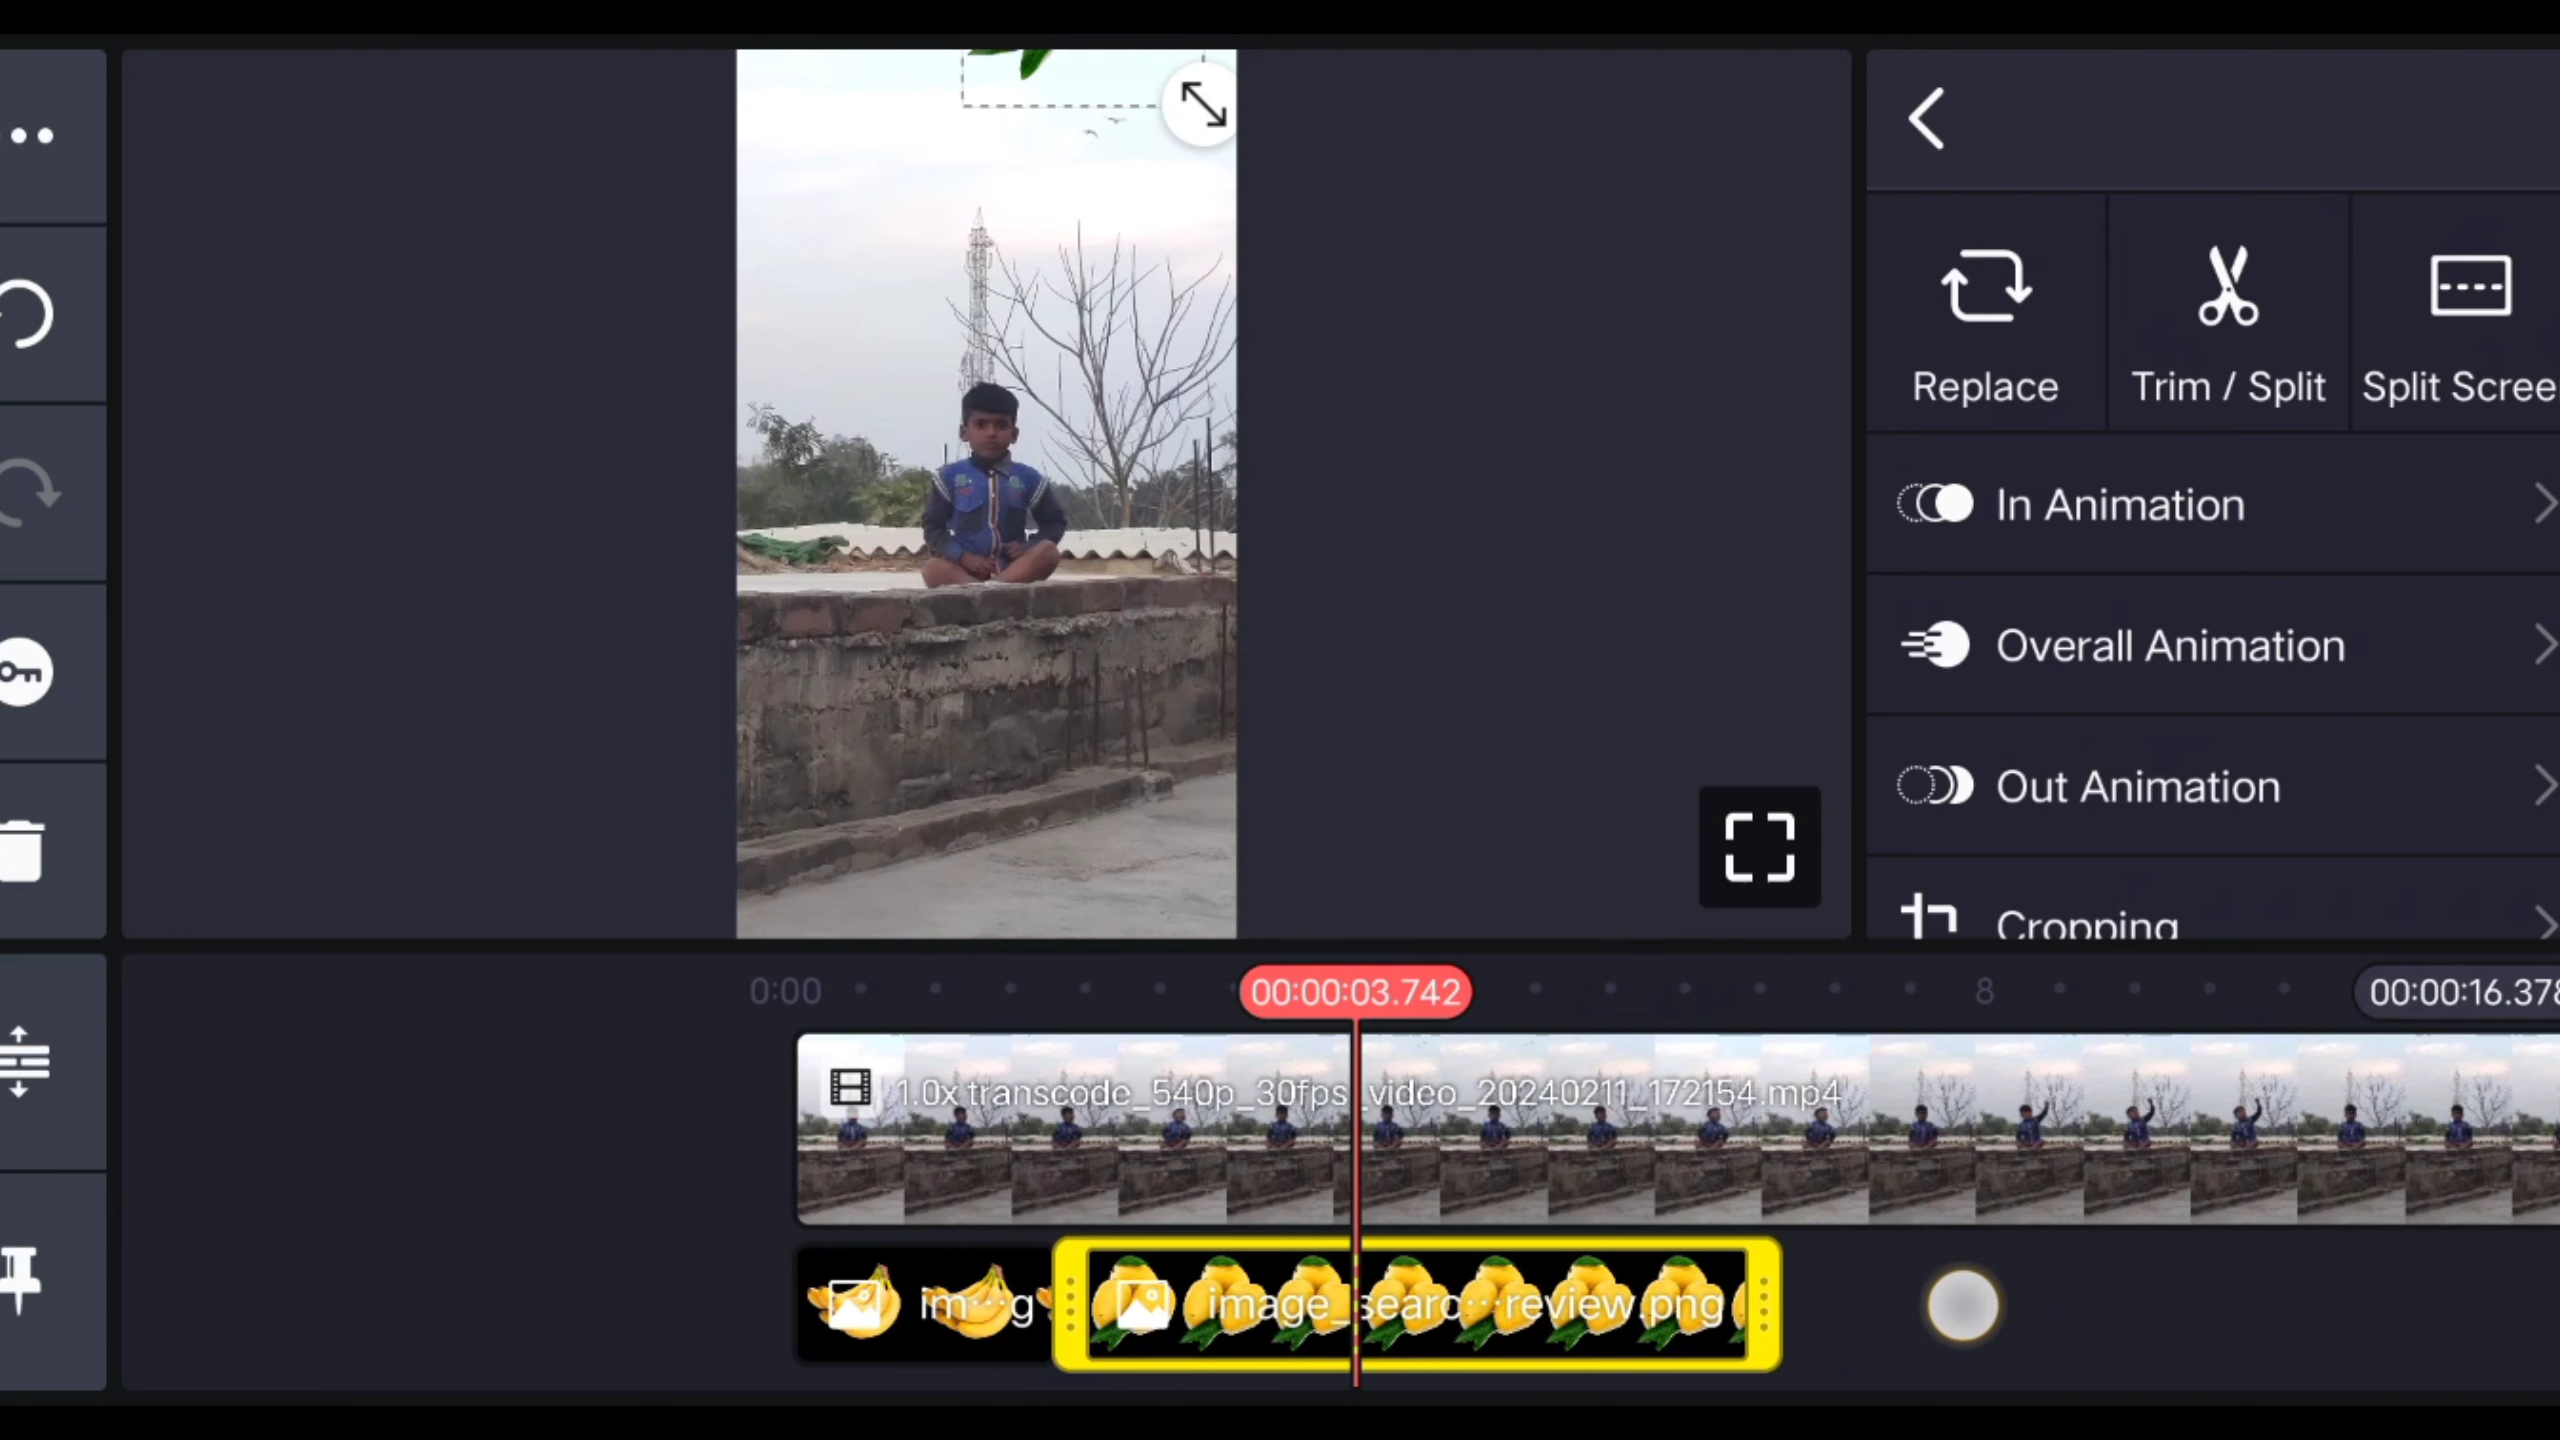 Replace
Trim / Split
Split Scree
In Animation
Overall Animation
Out Animation
Cropping
0:00
00:00:03.742
8
00:00:16.378
1.0x transcode_540p_30fps_video_20240211_172154.mp4
im...g
image_searc...review.png